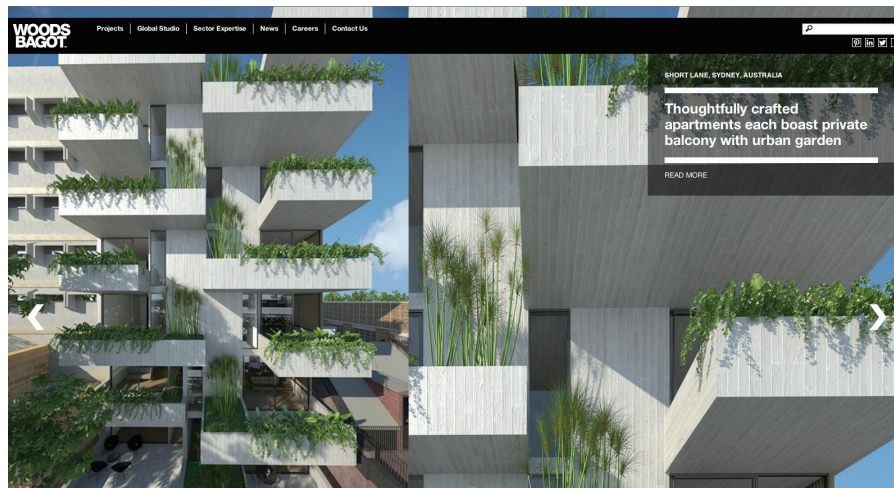 WOODS
BAGOT
Projects
Global Studio
Sector Expertise
News
Careers
Contact Us
SHORT LANE, SYDNEY, AUSTRALIA
Thoughtfully crafted
apartments each boast private
balcony with urban garden
READ MORE